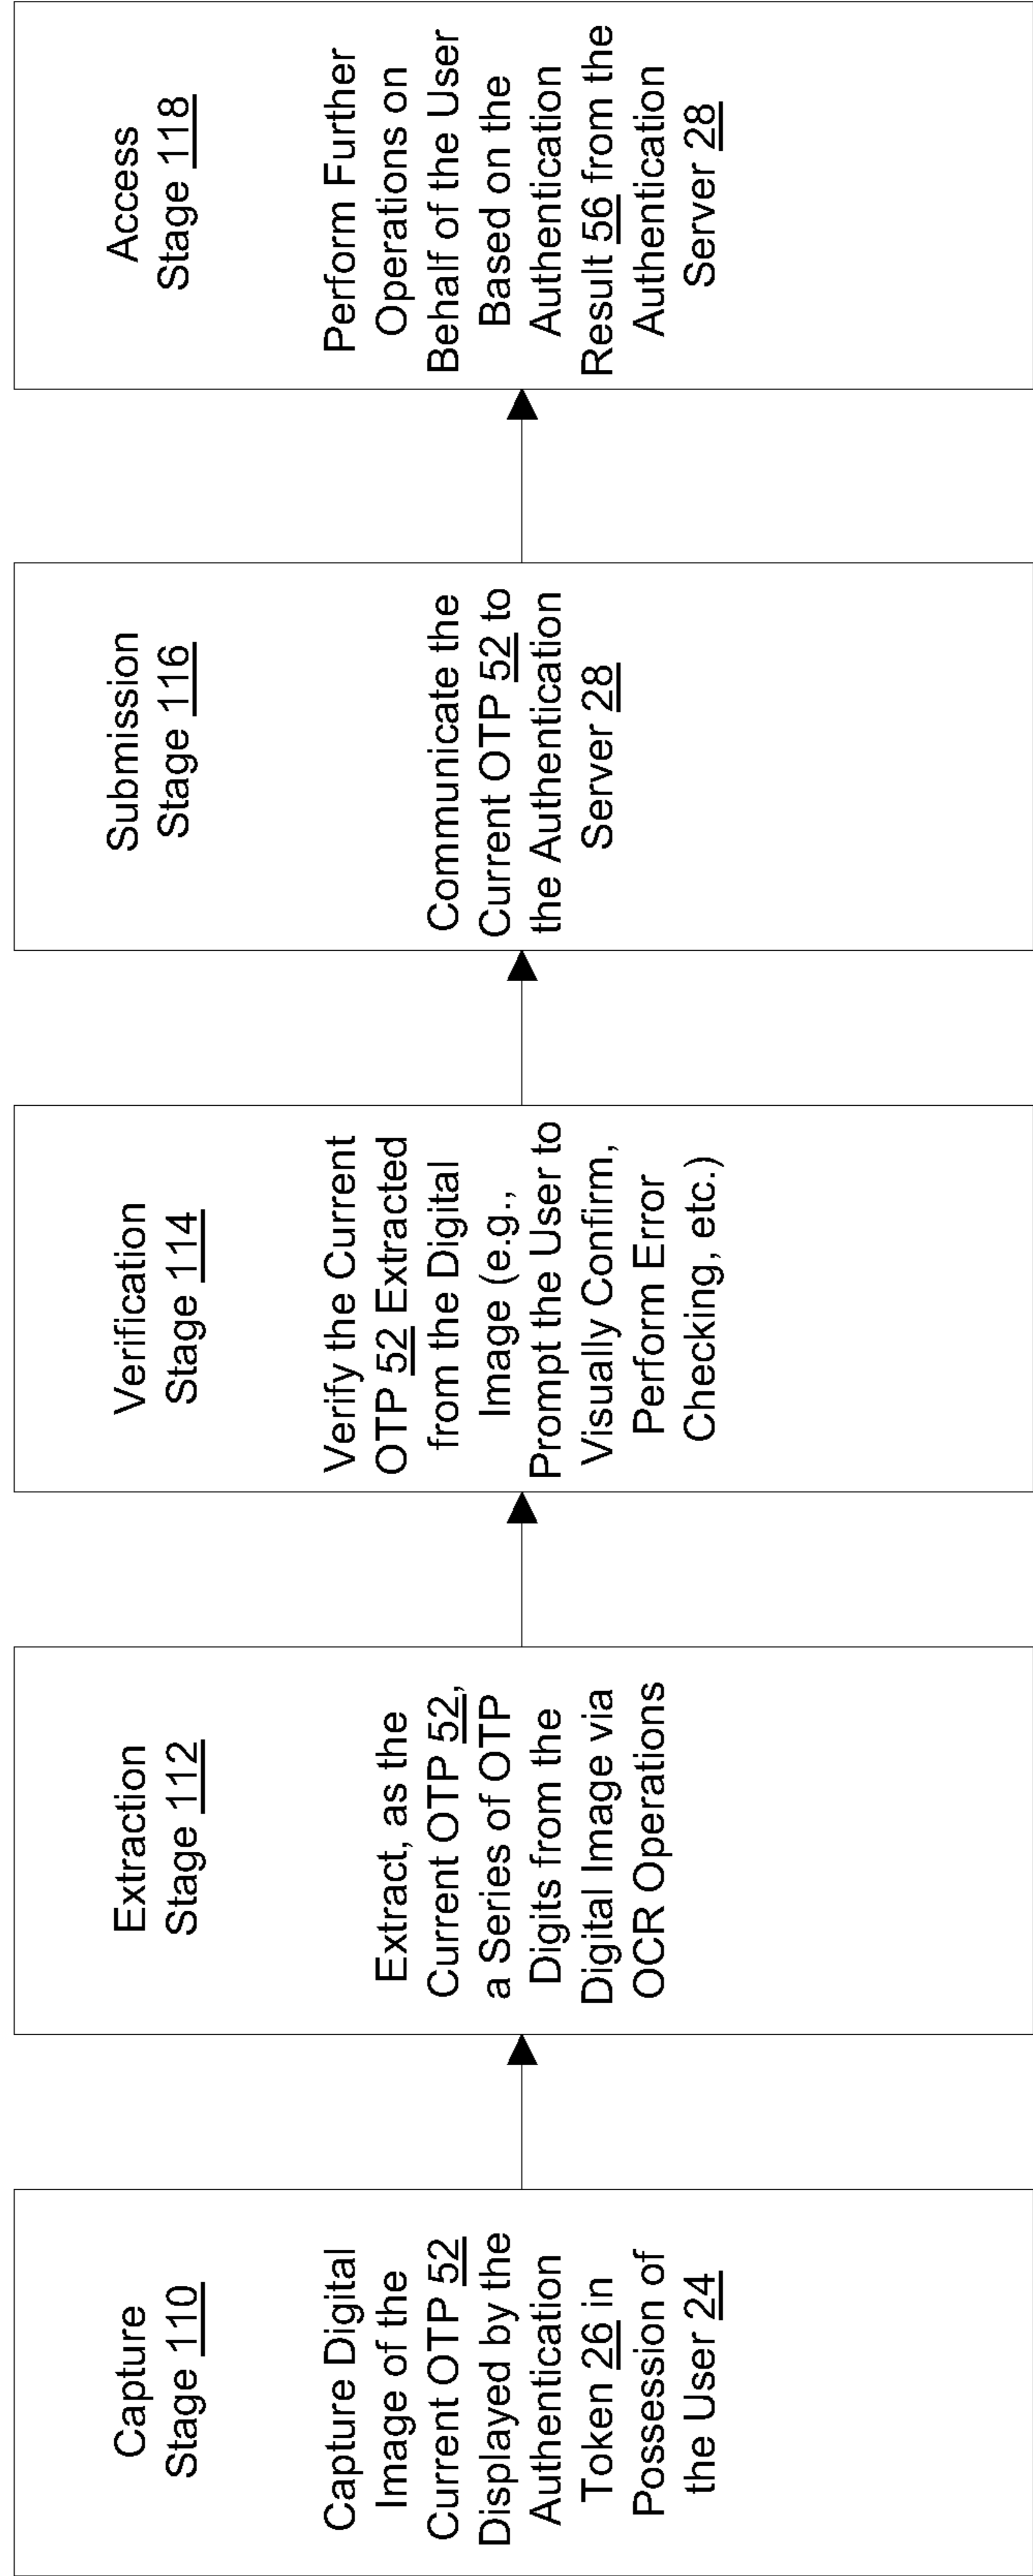 Capture
Stage 110
Capture Digital
Image of the
Current OTP 52
Displayed by the
Authentication
Token 26 in
Possession of
the User 24
Extraction
Stage 112
Extract, as the
Current OTP 52,
a Series of OTP
Digits from the
Digital Image via
OCR Operations
Verification
Stage 114
Verify the Current
OTP 52 Extracted
from the Digital
Image (e.g.,
Prompt the User to
Visually Confirm,
Perform Error
Checking, etc.)
Submission
Stage 116
Communicate the
Current OTP 52 to
the Authentication
Server 28
Access
Stage 118
Perform Further
Operations on
Behalf of the User
Based on the
Authentication
Result 56 from the
Authentication
Server 28